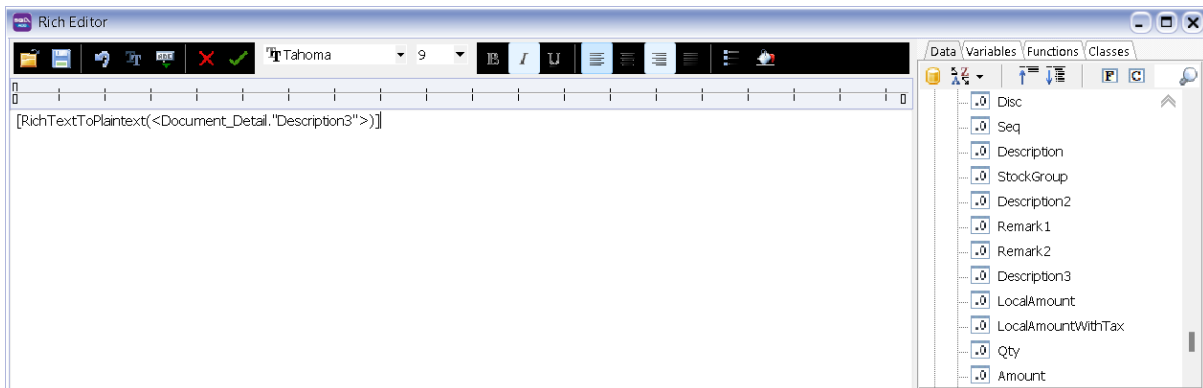 Rich Editor
Tahoma 9 B I U
Data Variables Functions Classes
F C
[RichTextToPlaintext(<Document_Detail."Description3">)]
Disc
Seq
Description
StockGroup
Description2
Remark1
Remark2
Description3
LocalAmount
LocalAmountWithTax
Qty
Amount